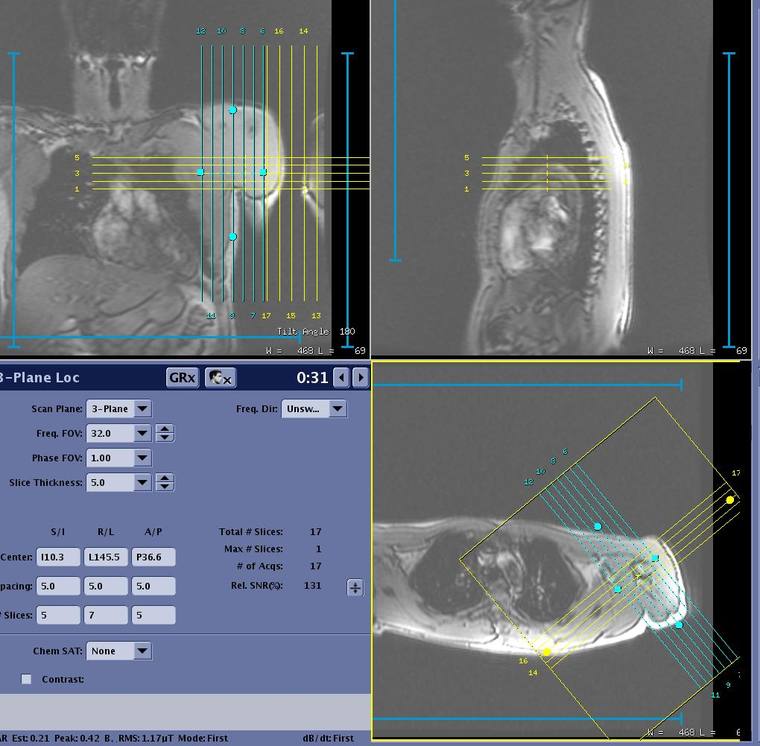 12 10 8 6 16 14
5
3
1
11 9 7 17 15 13
Tilt Angle 180
W = 468 L = 69
5
3
1
W = 468 L = 69
3-Plane Loc GRx 0:31
Scan Plane: 3-Plane Freq. Dir: Unsw...
Freq. FOV: 32.0
Phase FOV: 1.00
Slice Thickness: 5.0
S/I R/L A/P
Center: I10.3 L145.5 P36.6
pacing: 5.0 5.0 5.0
Slices: 5 7 5
Total # Slices: 17
Max # Slices: 1
# of Acqs: 17
Rel. SNR(%): 131
Chem SAT: None
Contrast:
AR Est: 0.21 Peak: 0.42 B, RMS: 1.17µT Mode: First dB/dt: First
12 10 8 6
17
16
14
11 9
W = 468 L = 6